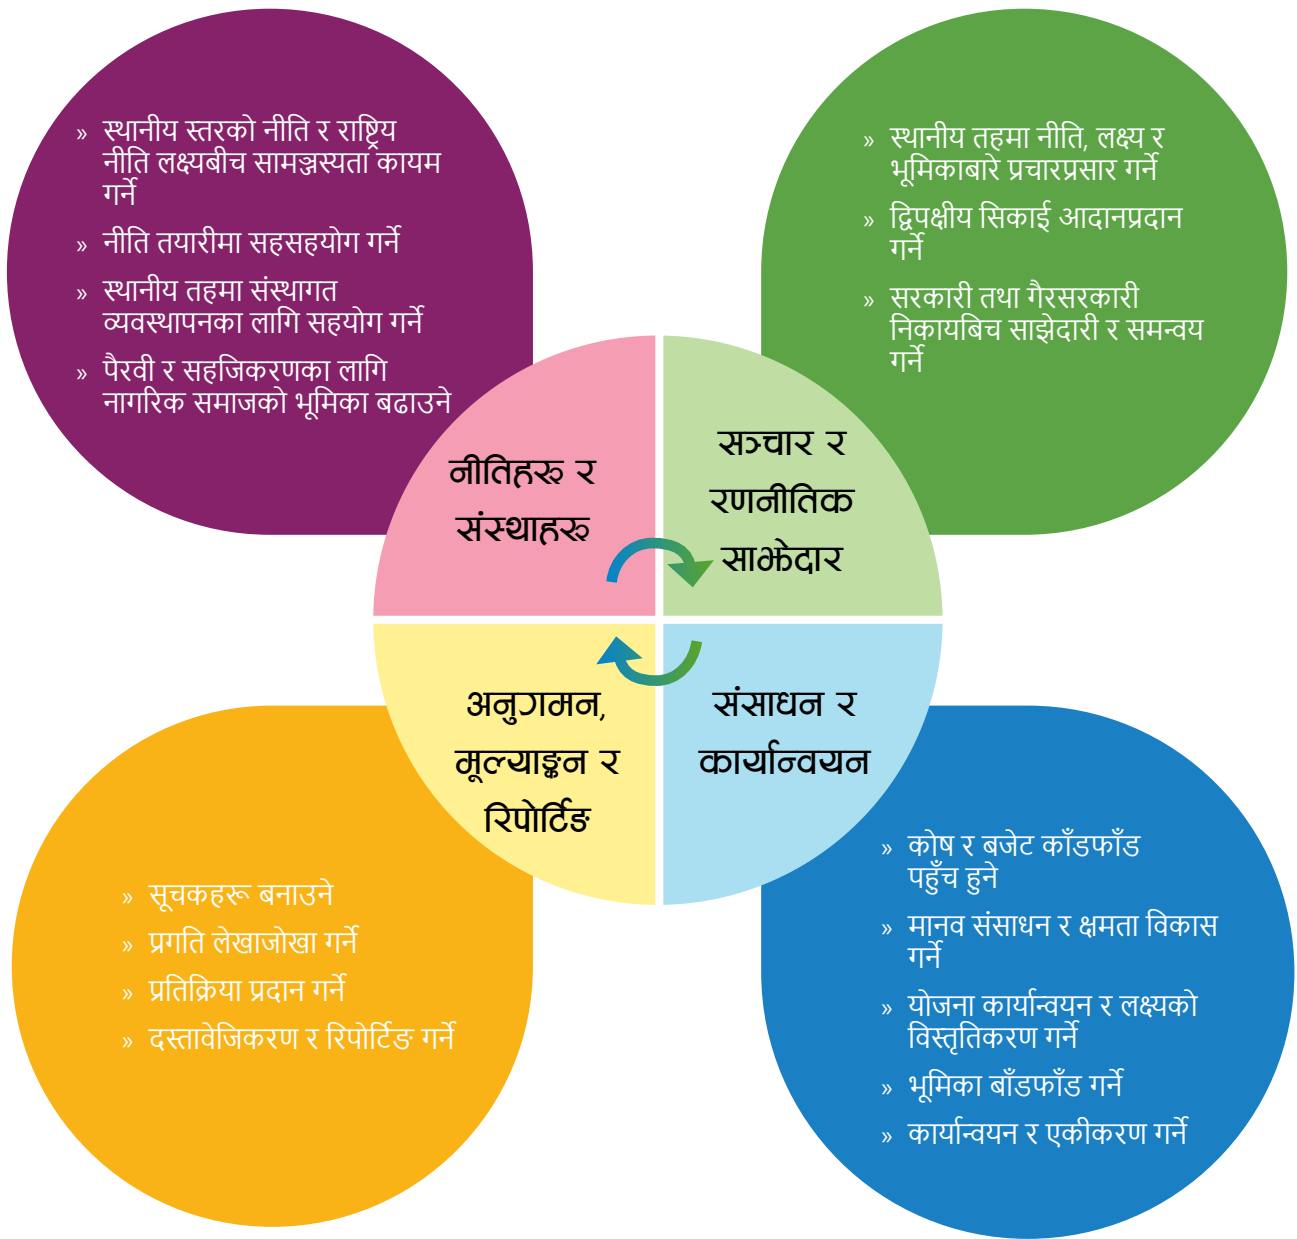 » स्थानीय स्तरको नीति र राष्ट्रिय
नीति लक्ष्यबीच सामञ्जस्यता कायम
गर्ने
» नीति तयारीमा सहसहयोग गर्ने
» स्थानीय तहमा संस्थागत
व्यवस्थापनका लागि सहयोग गर्ने
» पैरवी र सहजिकरणका लागि
नागरिक समाजको भूमिका बढाउने
» स्थानीय तहमा नीति, लक्ष्य र
भूमिकाबारे प्रचारप्रसार गर्ने
» द्विपक्षीय सिकाई आदानप्रदान
गर्ने
» सरकारी तथा गैरसरकारी
निकायबिच साझेदारी र समन्वय
गर्ने
नीतिहरु र
संस्थाहरु
सञ्चार र
रणनीतिक
साझेदार
अनुगमन,
मूल्याङ्कन र
रिपोर्टिङ
संसाधन र
कार्यान्वयन
» सूचकहरू बनाउने
» प्रगति लेखाजोखा गर्ने
» प्रतिक्रिया प्रदान गर्ने
» दस्तावेजिकरण र रिपोर्टिङ गर्ने
» कोष र बजेट काँडफाँड
पहुँच हुने
» मानव संसाधन र क्षमता विकास
गर्ने
» योजना कार्यान्वयन र लक्ष्यको
विस्तृतिकरण गर्ने
» भूमिका बाँडफाँड गर्ने
» कार्यान्वयन र एकीकरण गर्ने